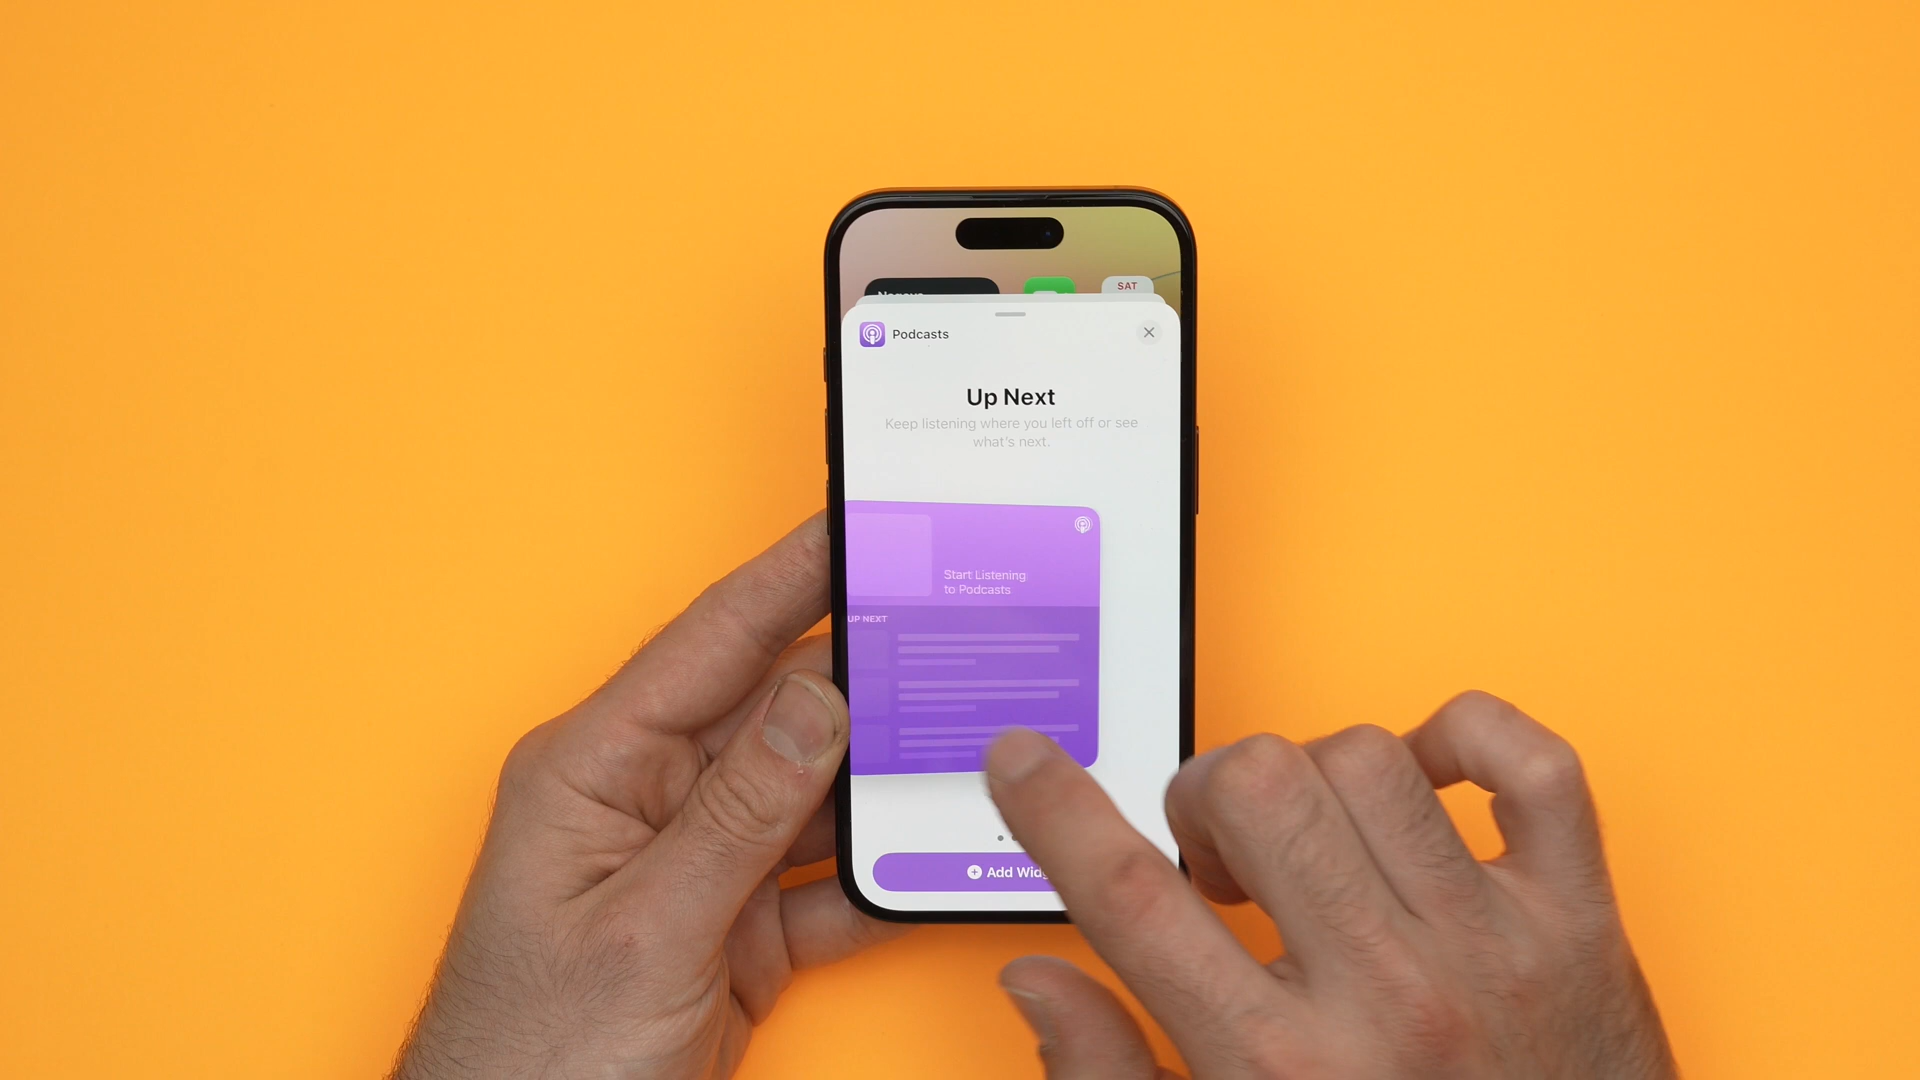 SAT
Podcasts
Up Next
Keep listening where you left off or see
what's next.
Start Listening
to Podcasts
UP NEXT
Add